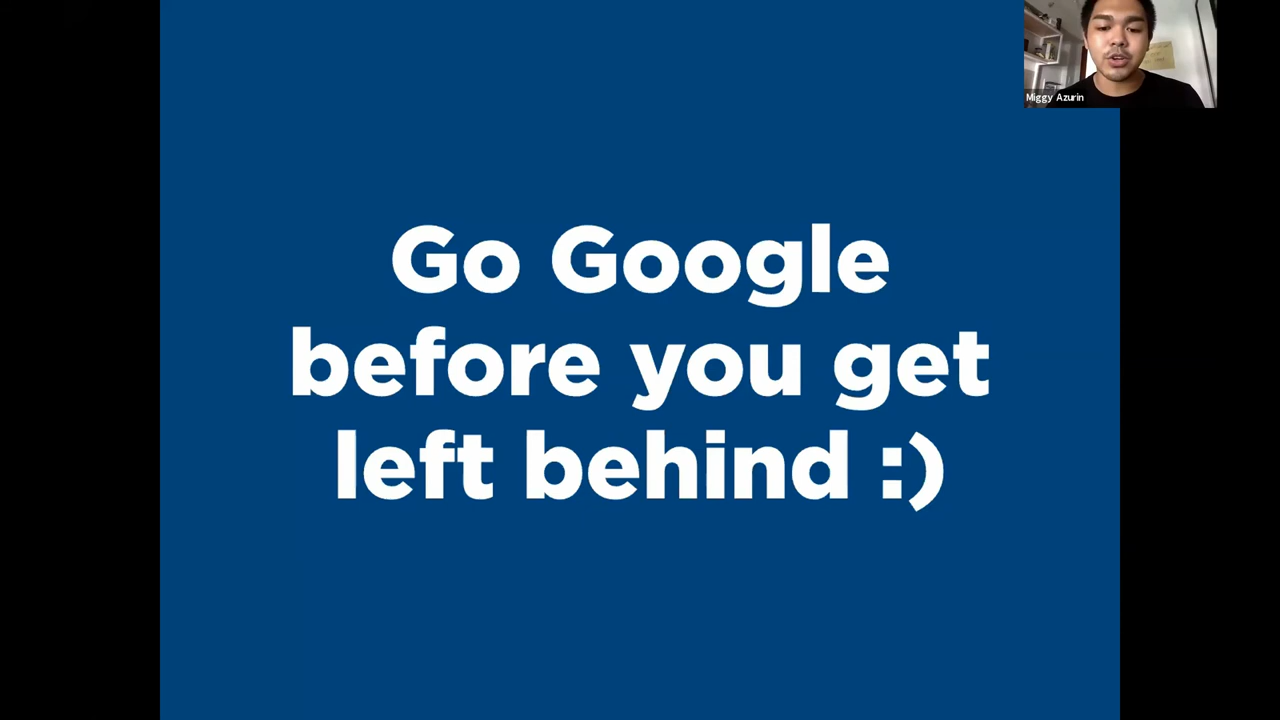 Miggy Azurin
Go Google
before you get
left behind :)